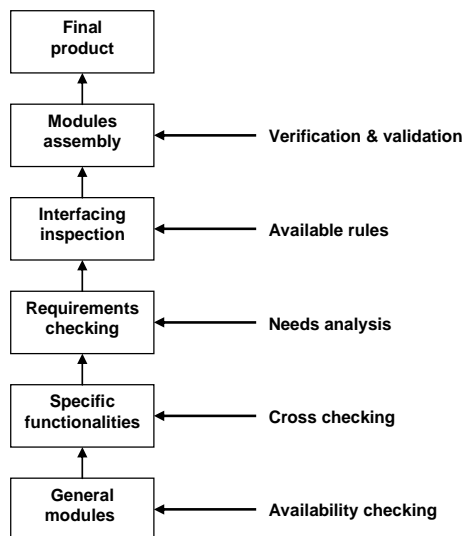 Final
product
Modules
assembly
Verification & validation
Interfacing
inspection
Available rules
Requirements
checking
Needs analysis
Specific
functionalities
Cross checking
General
modules
Availability checking